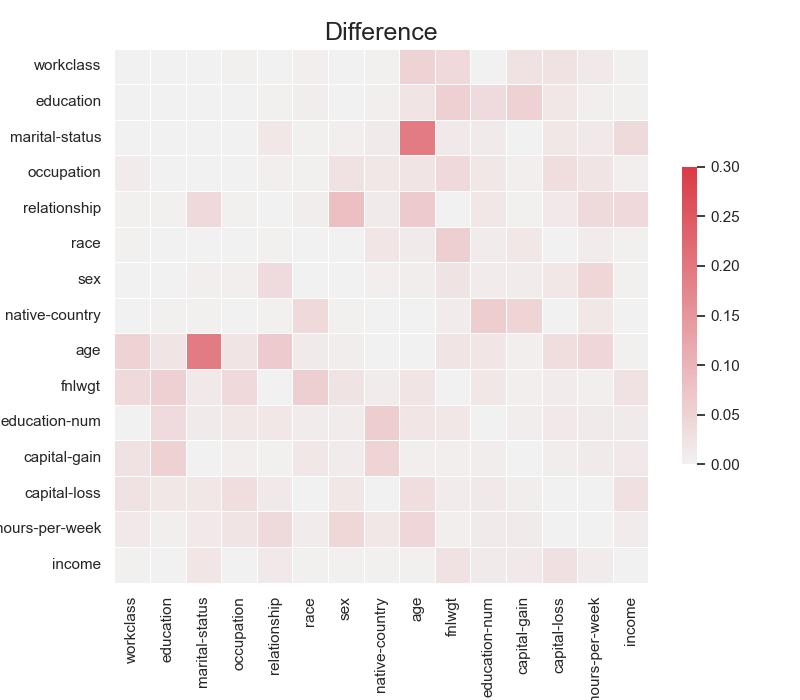 Difference
workclass
education
marital-status
occupation
relationship
race
sex
native-country
age
fnlwgt
education-num
capital-gain
capital-loss
hours-per-week
income
0.30
0.25
0.20
0.15
0.10
0.05
0.00
workclass
education
marital-status
occupation
relationship
race
sex
native-country
age
fnlwgt
education-num
capital-gain
capital-loss
hours-per-week
income